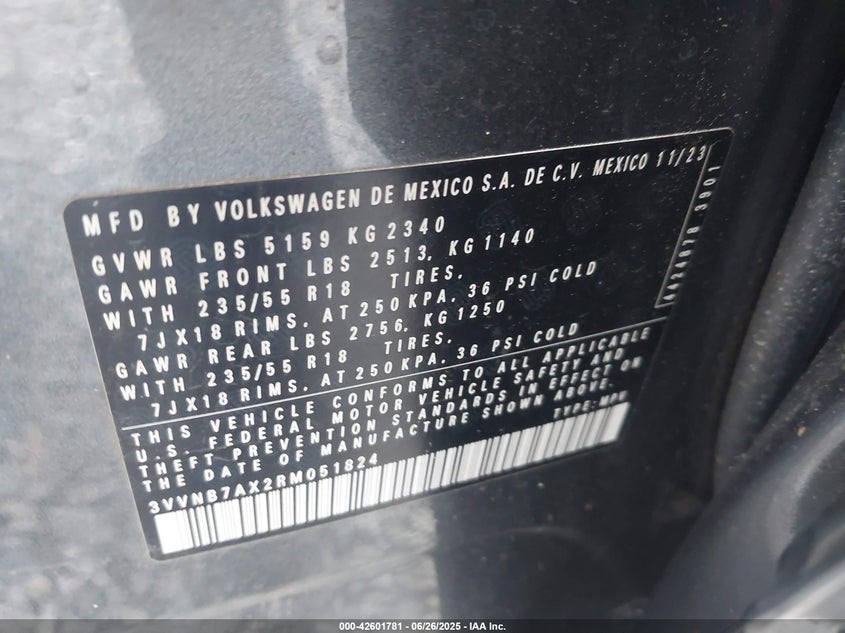 MFD BY VOLKSWAGEN DE MEXICO S.A. DE C.V. MEXICO 11/23
GVWR LBS 5159 KG 2340
GAWR FRONT LBS 2513, KG 1140
WITH 235/55 R18 TIRES,
7JX18 RIMS, AT 250 KPA, 36 PSI COLD
GAWR REAR LBS 2756, KG 1250
WITH 235/55 R18 TIRES,
7JX18 RIMS, AT 250 KPA, 36 PSI COLD
THIS VEHICLE CONFORMS TO ALL APPLICABLE
U.S. FEDERAL MOTOR VEHICLE SAFETY AND
THEFT PREVENTION STANDARDS IN EFFECT ON
THE DATE OF MANUFACTURE SHOWN ABOVE.
3VVNB7AX2RM051824 TYPE: MPV
000-42601781 - 06/26/2025 - IAA Inc.